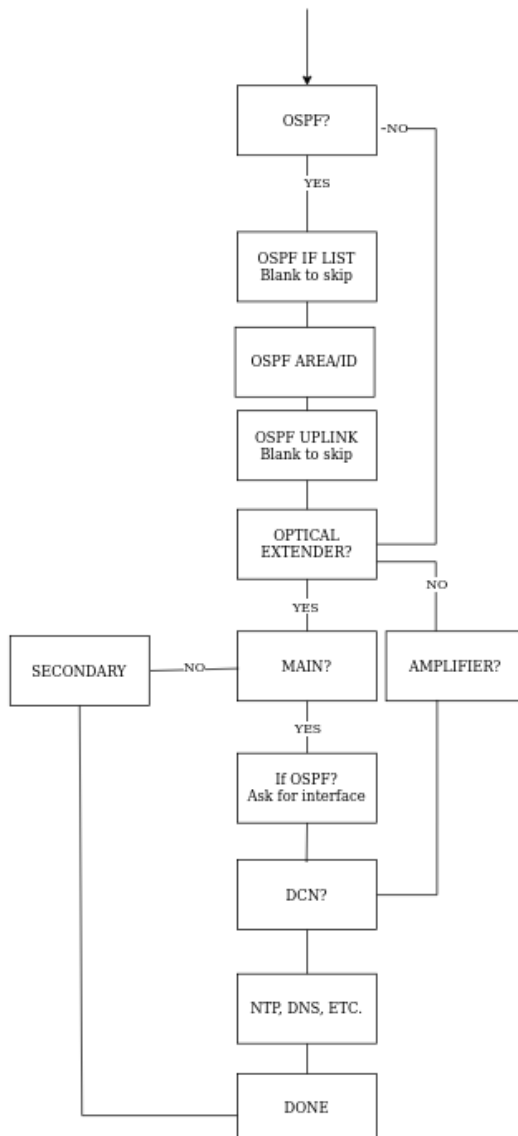 OSPF?
NO
YES
OSPF IF LIST
Blank to skip
OSPF AREA/ID
OSPF UPLINK
Blank to skip
OPTICAL
EXTENDER?
NO
YES
SECONDARY
NO
MAIN?
AMPLIFIER?
YES
If OSPF?
Ask for interface
DCN?
NTP, DNS, ETC.
DONE